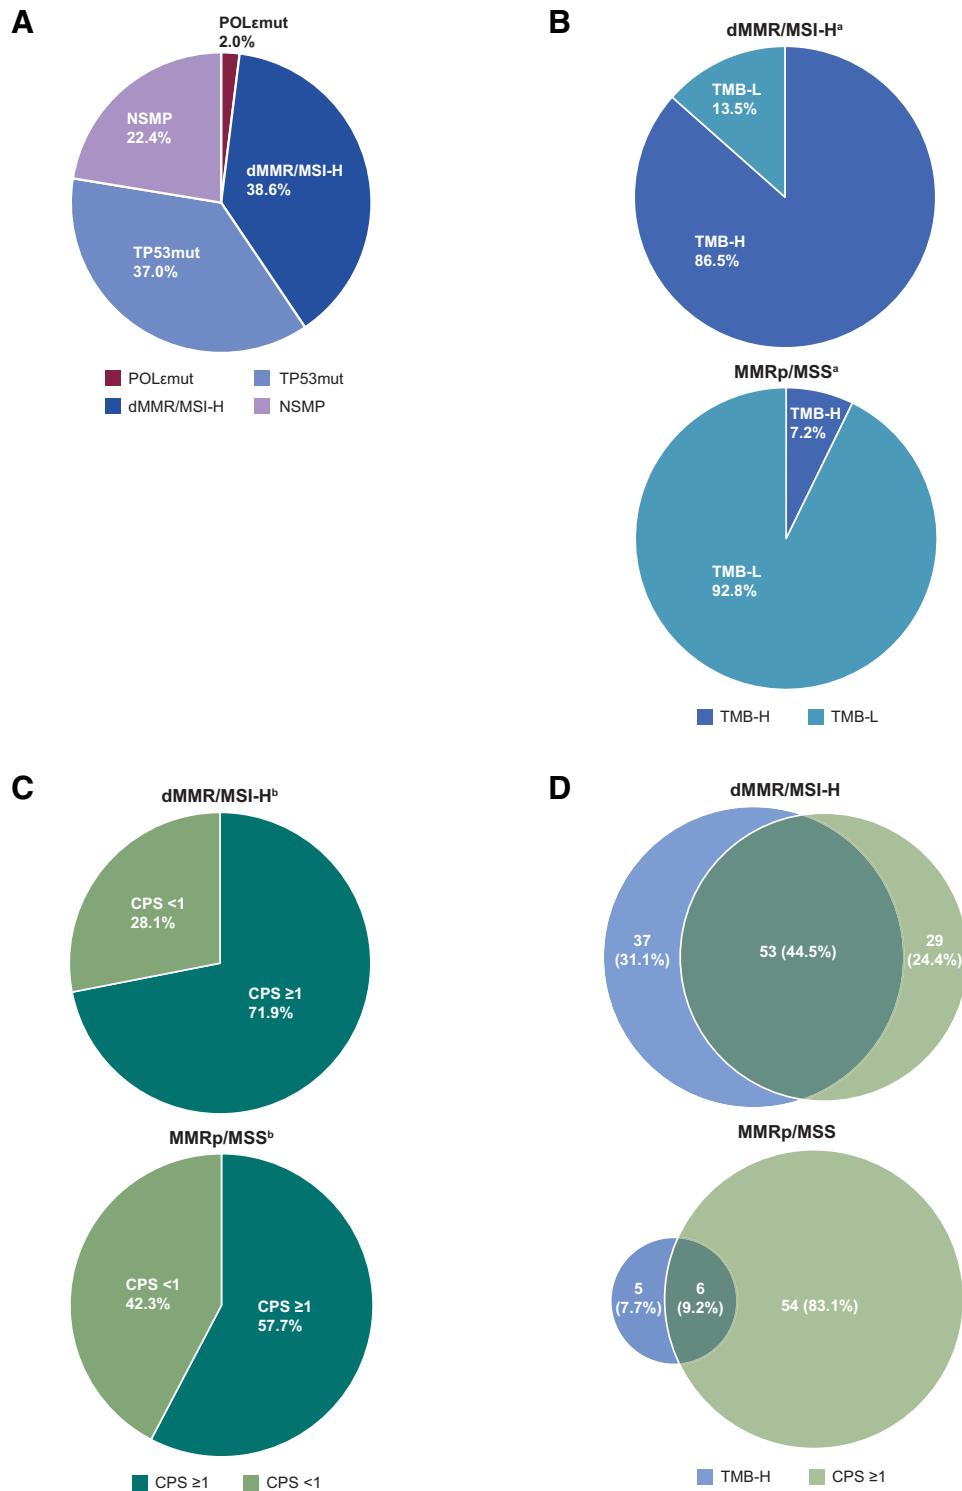 A
POLεmut
2.0%
NSMP
22.4%
dMMR/MSI-H
38.6%
TP53mut
37.0%
POLεmut
TP53mut
dMMR/MSI-H
NSMP
B
dMMR/MSI-Hᵃ
TMB-L
13.5%
TMB-H
86.5%
MMRp/MSSᵃ
TMB-H
7.2%
TMB-L
92.8%
TMB-H
TMB-L
C
dMMR/MSI-Hᵇ
CPS <1
28.1%
CPS ≥1
71.9%
MMRp/MSSᵇ
CPS <1
42.3%
CPS ≥1
57.7%
CPS ≥1
CPS <1
D
dMMR/MSI-H
37
(31.1%)
53 (44.5%)
29
(24.4%)
MMRp/MSS
5
(7.7%)
6
(9.2%)
54 (83.1%)
TMB-H
CPS ≥1